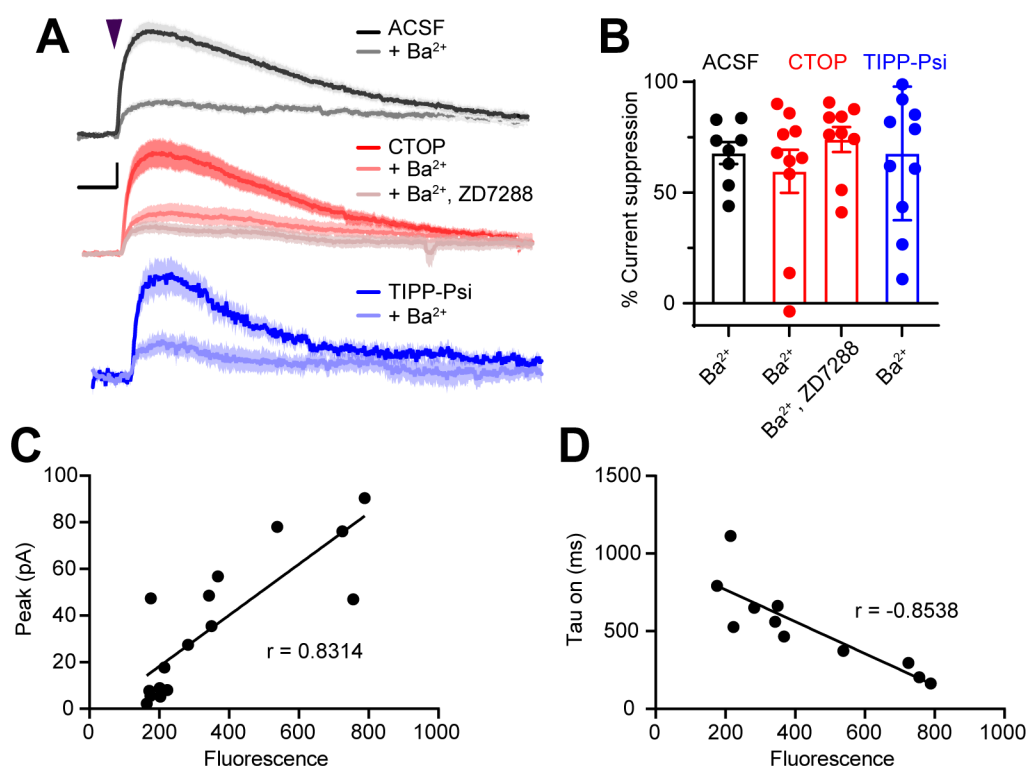 A
ACSF
+ Ba²⁺
CTOP
+ Ba²⁺
+ Ba²⁺, ZD7288
TIPP-Psi
+ Ba²⁺
B
ACSF CTOP TIPP-Psi
% Current suppression
100
50
0
Ba²⁺
Ba²⁺
Ba²⁺, ZD7288
Ba²⁺
C
Peak (pA)
100
80
60
40
20
0
r = 0.8314
0 200 400 600 800 1000
Fluorescence
D
Tau on (ms)
1500
1000
500
0
r = -0.8538
0 200 400 600 800 1000
Fluorescence